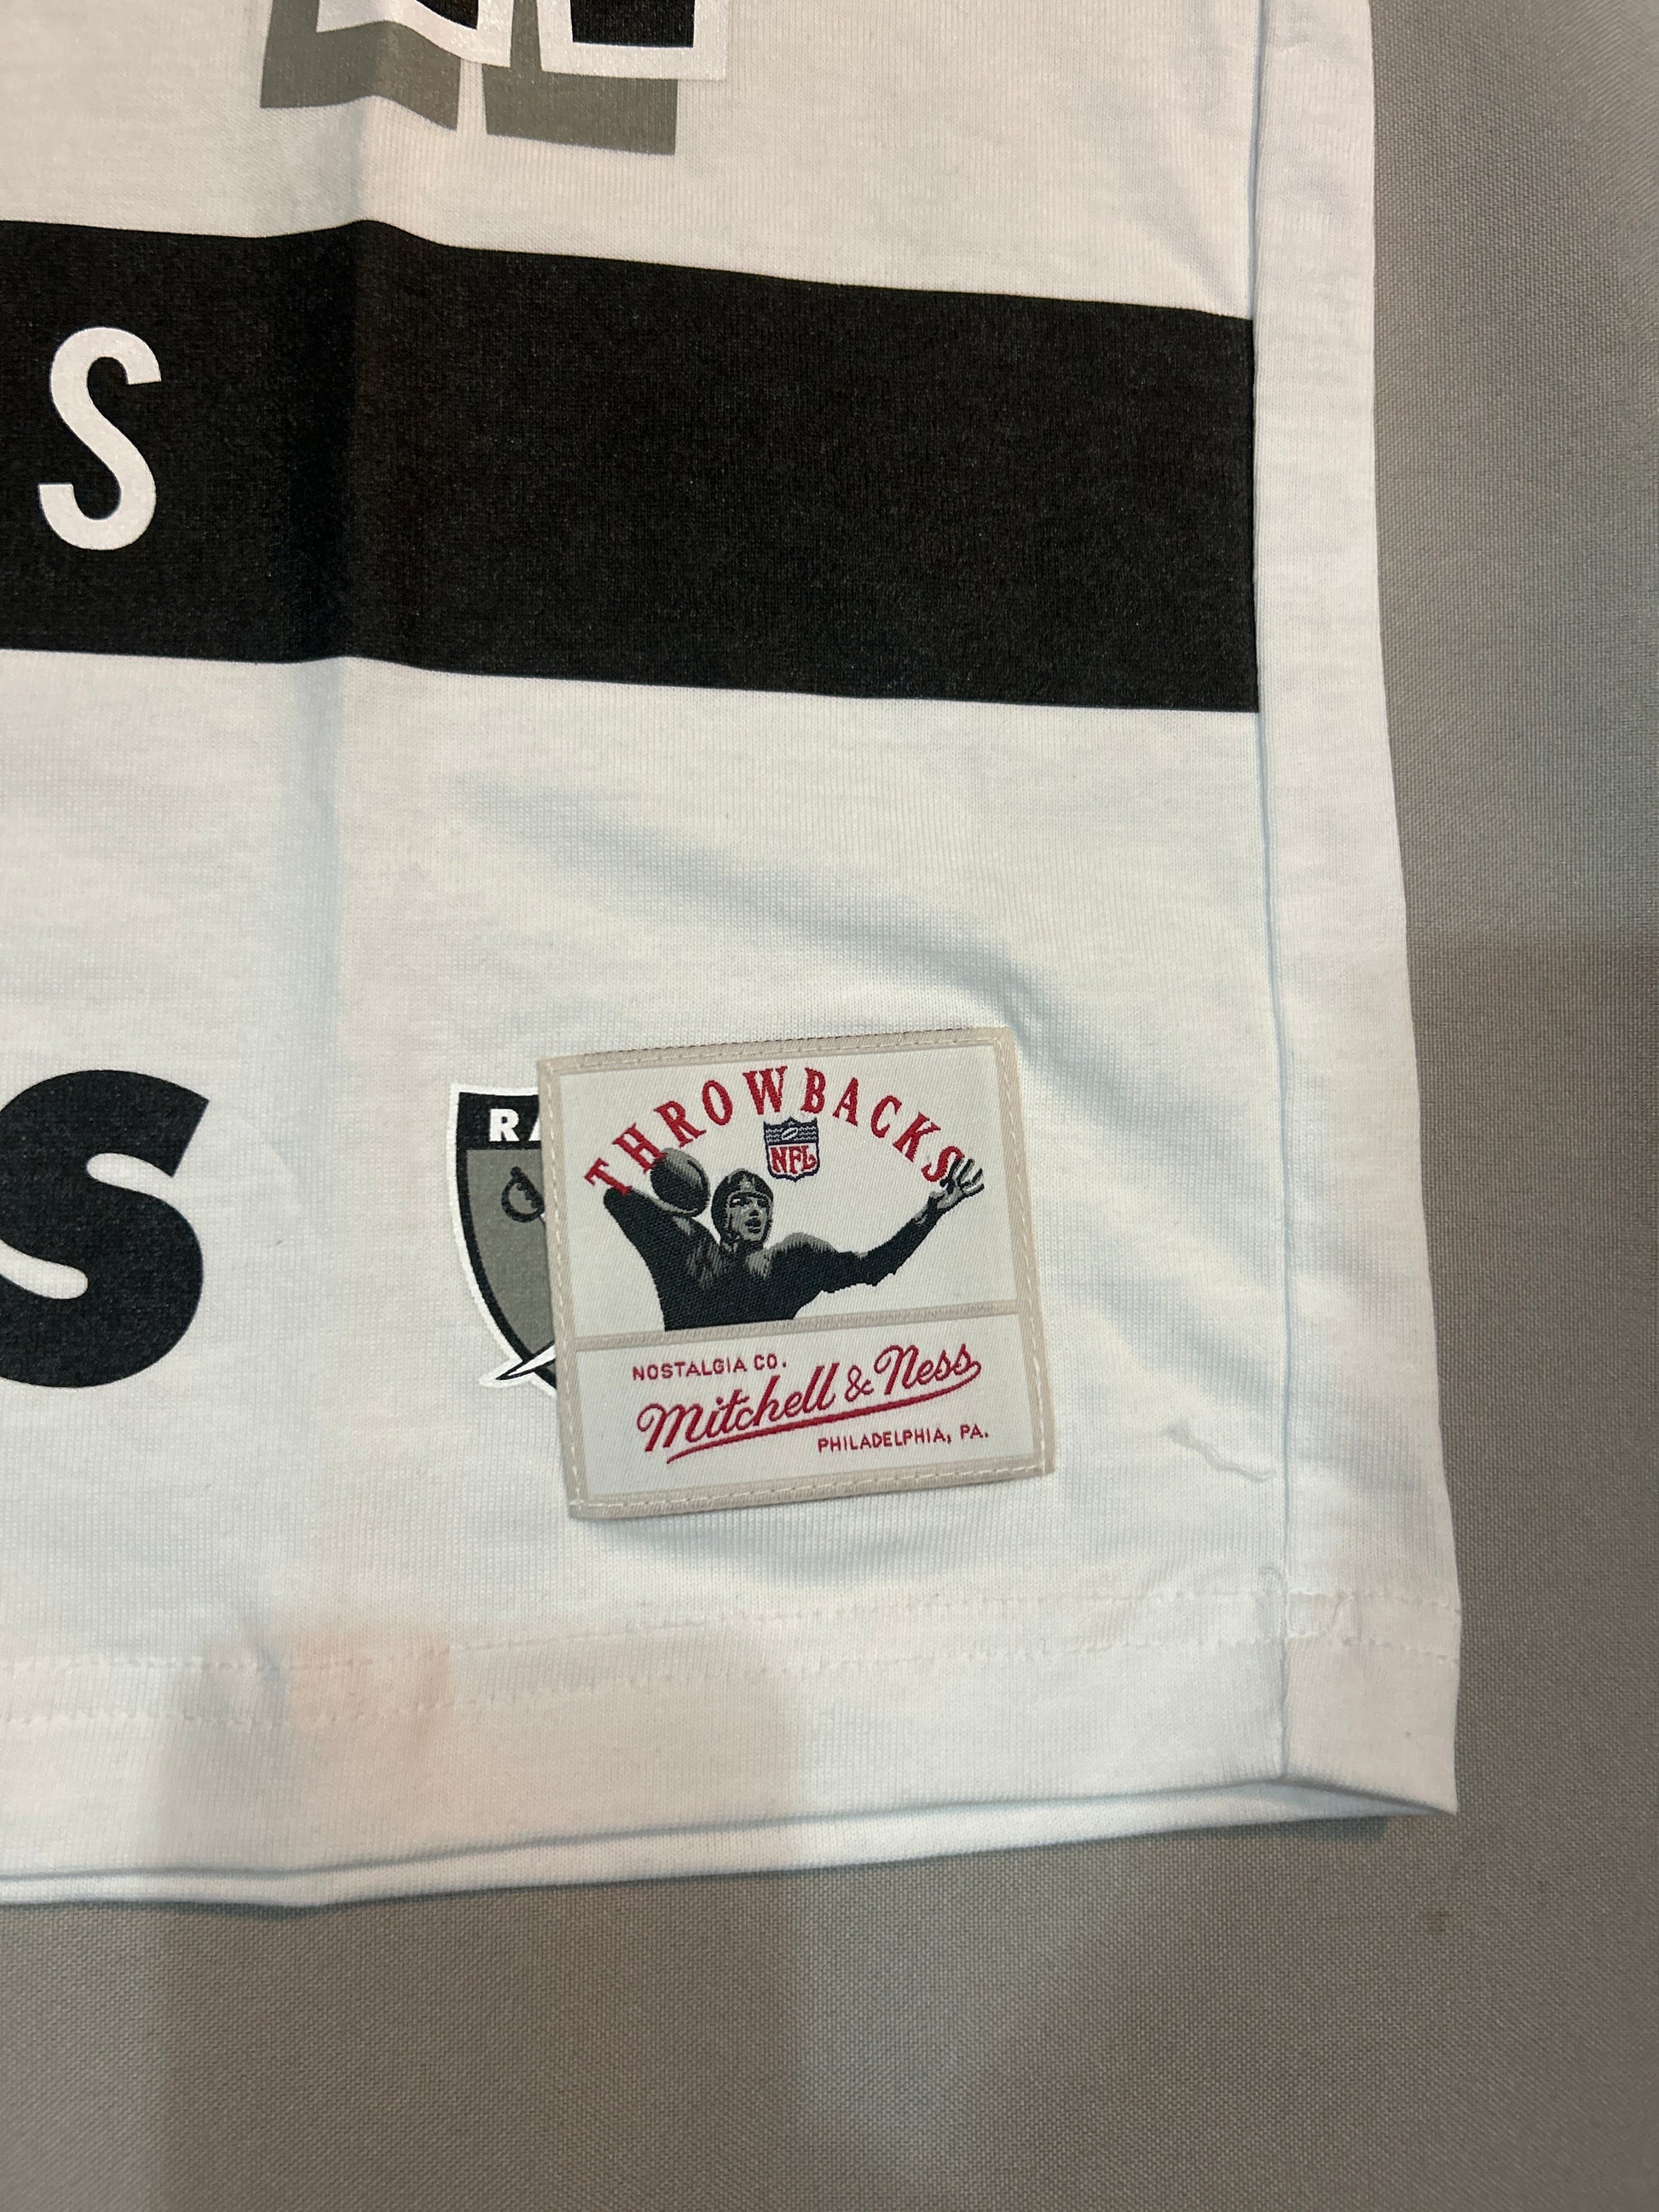 S
S
RA
THROWBACKS
NFL
NOSTALGIA CO.
Mitchell & Ness
PHILADELPHIA, PA.